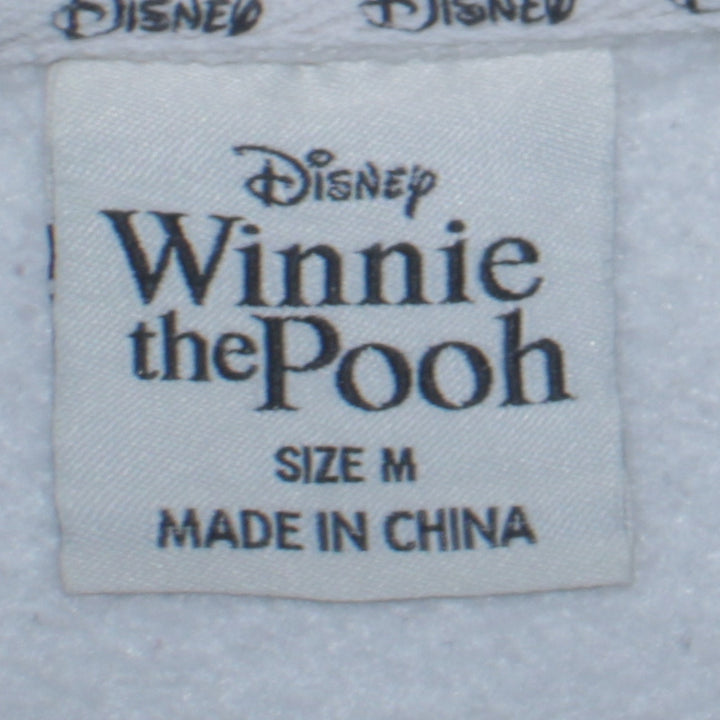 DISNEY DISNEY
DISNEY
Winnie
the Pooh
SIZE M
MADE IN CHINA